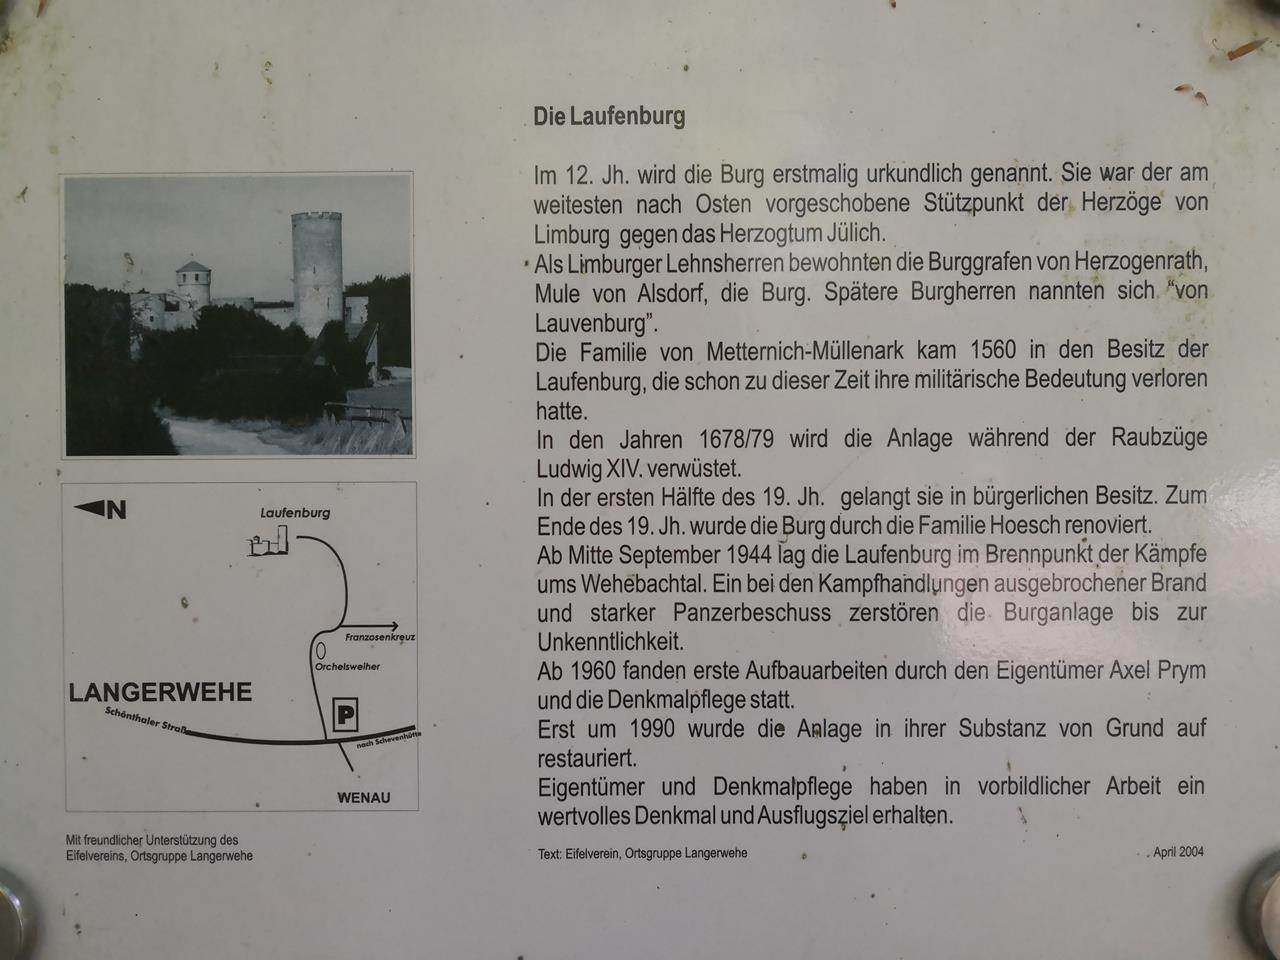 Die Laufenburg
Im 12. Jh. wird die Burg erstmalig urkundlich genannt. Sie war der am
weitesten nach Osten vorgeschobene Stützpunkt der Herzöge von
Limburg gegen das Herzogtum Jülich.
Als Limburger Lehnsherren bewohnten die Burggrafen von Herzogenrath,
Mule von Alsdorf, die Burg. Spätere Burgherren nannten sich “von
Lauvenburg”.
Die Familie von Metternich-Müllenark kam 1560 in den Besitz der
Laufenburg, die schon zu dieser Zeit ihre militärische Bedeutung verloren
hatte.
In den Jahren 1678/79 wird die Anlage während der Raubzüge
Ludwig XIV. verwüstet.
In der ersten Hälfte des 19. Jh. gelangt sie in bürgerlichen Besitz. Zum
Ende des 19. Jh. wurde die Burg durch die Familie Hoesch renoviert.
Ab Mitte September 1944 lag die Laufenburg im Brennpunkt der Kämpfe
ums Wehebachtal. Ein bei den Kampfhandlungen ausgebrochener Brand
und starker Panzerbeschuss zerstören die Burganlage bis zur
Unkenntlichkeit.
Ab 1960 fanden erste Aufbauarbeiten durch den Eigentümer Axel Prym
und die Denkmalpflege statt.
Erst um 1990 wurde die Anlage in ihrer Substanz von Grund auf
restauriert.
Eigentümer und Denkmalpflege haben in vorbildlicher Arbeit ein
wertvolles Denkmal und Ausflugsziel erhalten.
Text: Eifelverein, Ortsgruppe Langerwehe
April 2004
N
Laufenburg
Franzosenkreuz
Orchelsweiher
LANGERWEHE
Schönthaler Straße
P
nach Schevenhütte
WENAU
Mit freundlicher Unterstützung des
Eifelvereins, Ortsgruppe Langerwehe